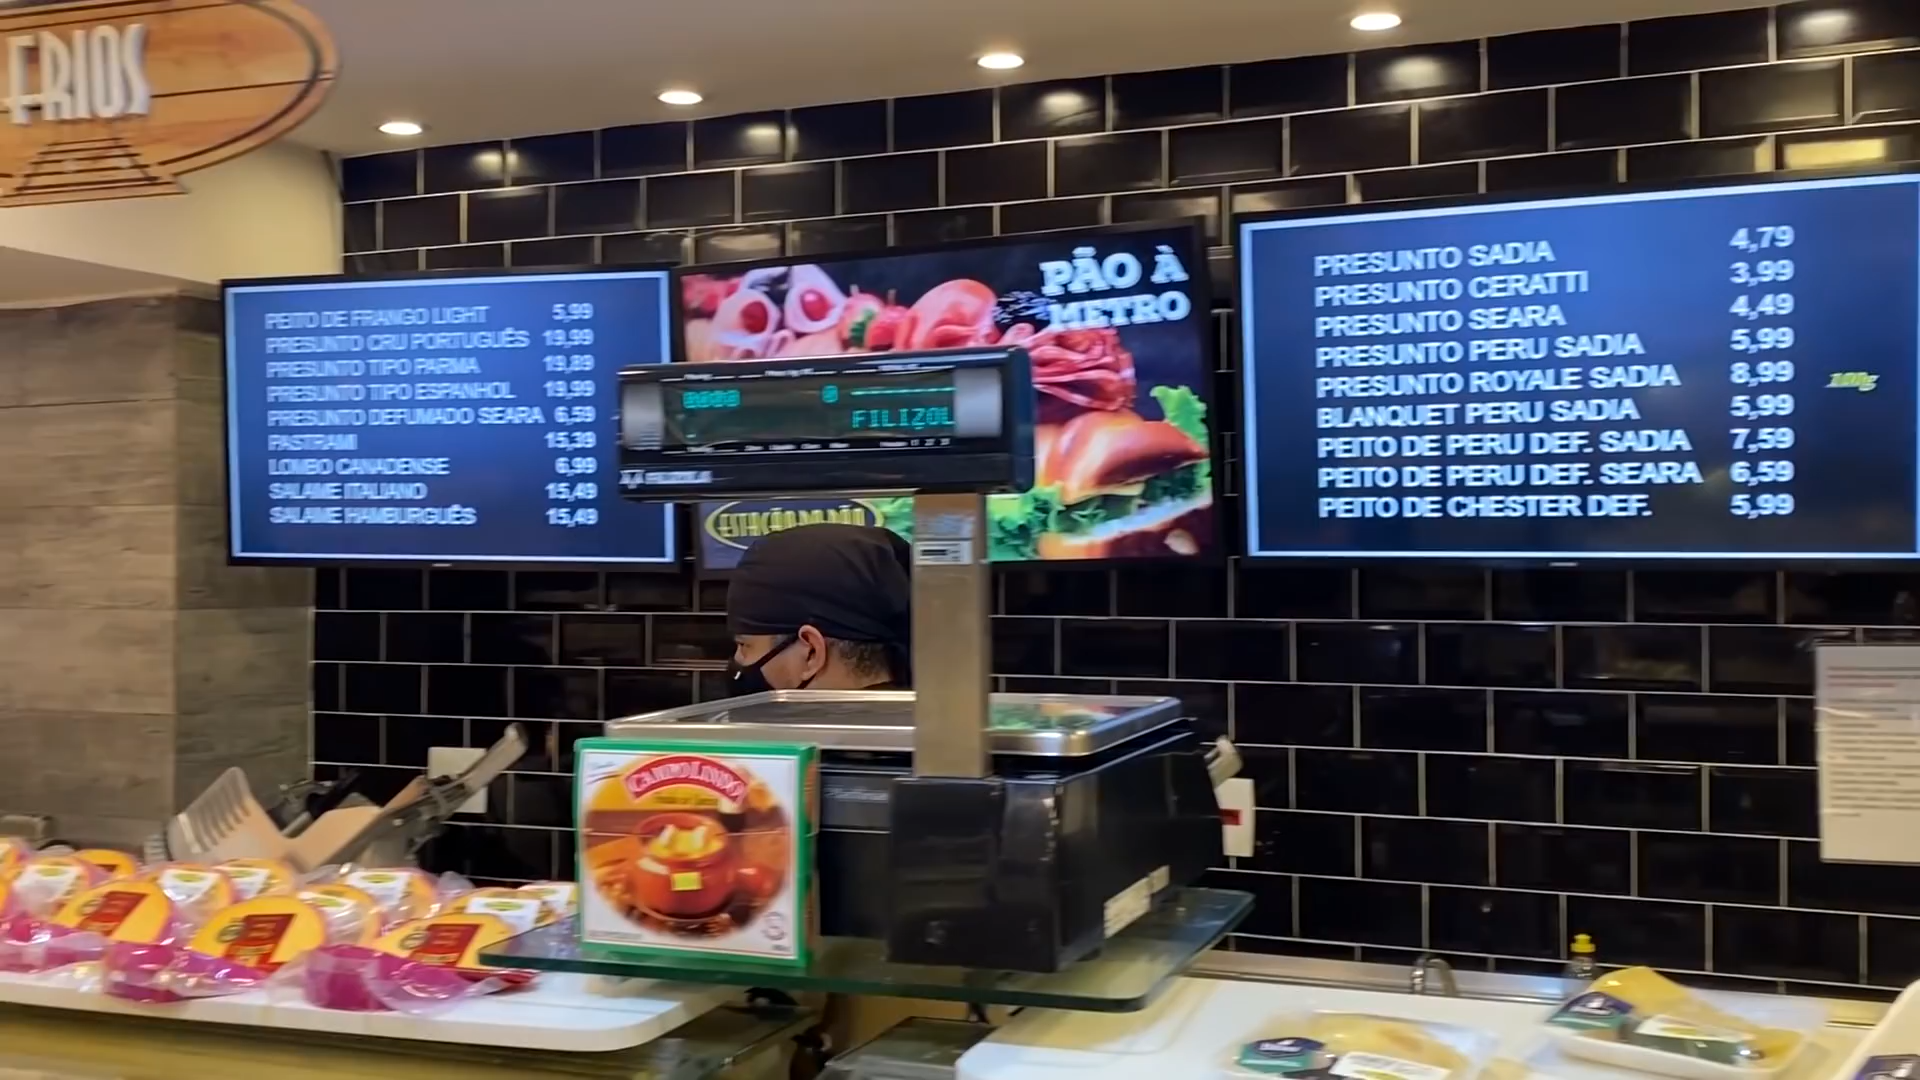 FRIOS
PEITO DE FRANGO LIGHT 5,99
PRESUNTO CRU PORTUGUÊS 19,99
PRESUNTO TIPO PARMA 19,89
PRESUNTO TIPO ESPANHOL 19,99
PRESUNTO DEFUMADO SEARA 6,59
PASTRAMI 15,39
LOMBO CANADENSE 6,99
SALAME ITALIANO 15,49
SALAME HAMBURGUÊS 15,49
PÃO À
METRO
ESTAÇÃO DO PÃO
FILIZOL
FILIZOLA
PRESUNTO SADIA 4,79
PRESUNTO CERATTI 3,99
PRESUNTO SEARA 4,49
PRESUNTO PERU SADIA 5,99
PRESUNTO ROYALE SADIA 8,99
BLANQUET PERU SADIA 5,99
PEITO DE PERU DEF. SADIA 7,59
PEITO DE PERU DEF. SEARA 6,59
PEITO DE CHESTER DEF. 5,99
100g
CAMPO LINDO